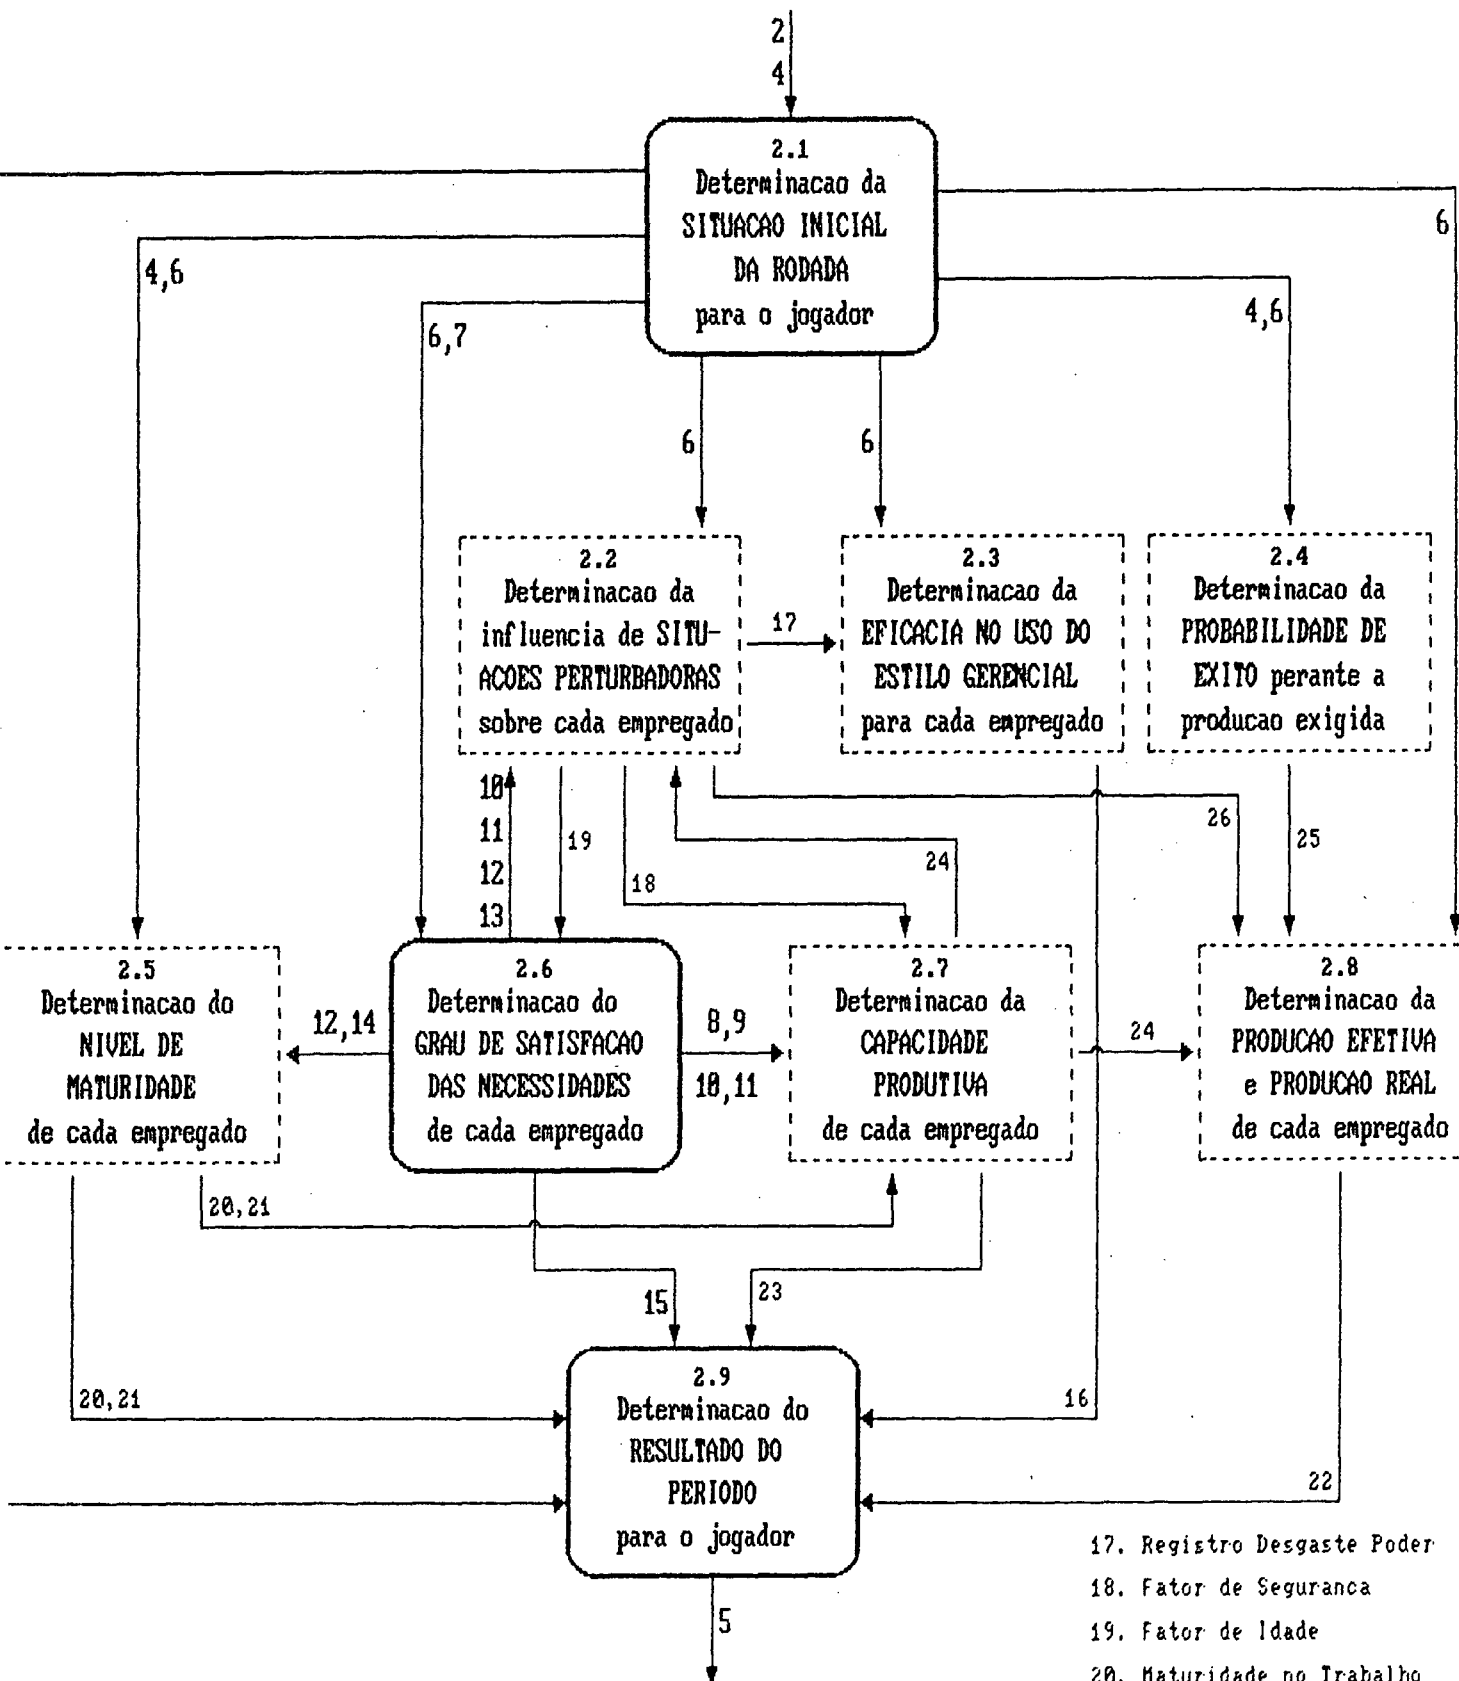 2
4
2.1
Determinacao da
SITUACAO INICIAL
DA RODADA
para o jogador
6
4,6
4,6
6,7
6
6
2.2
Determinacao da
influencia de SITU-
ACOES PERTURBADORAS
sobre cada empregado
17
2.3
Determinacao da
EFICACIA NO USO DO
ESTILO GERENCIAL
para cada empregado
2.4
Determinacao da
PROBABILIDADE DE
EXITO perante a
producao exigida
10
11
12
13
19
18
24
26
25
2.5
Determinacao do
NIVEL DE
MATURIDADE
de cada empregado
12,14
2.6
Determinacao do
GRAU DE SATISFACAO
DAS NECESSIDADES
de cada empregado
8,9
10,11
2.7
Determinacao da
CAPACIDADE
PRODUTIVA
de cada empregado
24
2.8
Determinacao da
PRODUCAO EFETIVA
e PRODUCAO REAL
de cada empregado
20,21
15
23
20,21
16
22
2.9
Determinacao do
RESULTADO DO
PERIODO
para o jogador
5
17. Registro Desgaste Poder
18. Fator de Seguranca
19. Fator de Idade
20. Maturidade no Trabalho